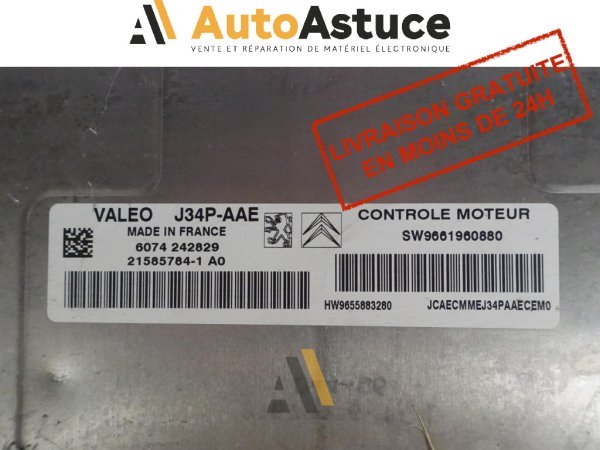 AutoAstuce
VENTE ET RÉPARATION DE MATÉRIEL ÉLECTRONIQUE
LIVRAISON GRATUITE
EN MOINS DE 24H
VALEO J34P-AAE
MADE IN FRANCE
6074 242829
21585784-1 A0
CONTROLE MOTEUR
SW9661960880
HW9655883280
JCAECMMEJ34PAAECEM0